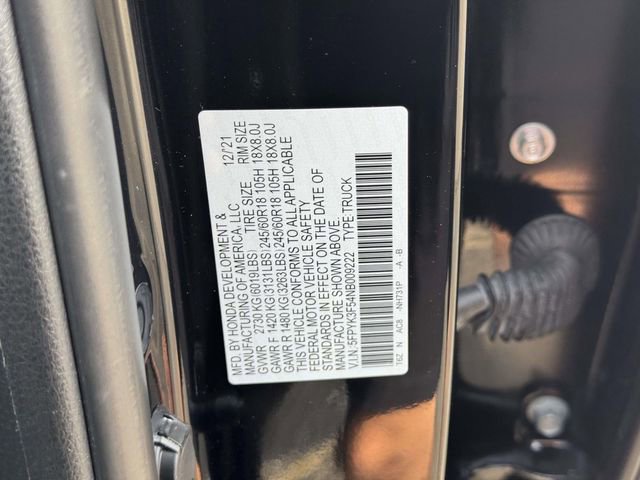 MFD. BY HONDA DEVELOPMENT & 12/'21
MANUFACTURING OF AMERICA, LLC
TIRE SIZE RIM SIZE
GVWR 2730 KG(6019LBS)
GAWR F 1420 KG(3131LBS) 245/60R18 105H 18X8.0J
GAWR R 1480 KG(3263LBS) 245/60R18 105H 18X8.0J
THIS VEHICLE CONFORMS TO ALL APPLICABLE
FEDERAL MOTOR VEHICLE SAFETY
STANDARDS IN EFFECT ON THE DATE OF
MANUFACTURE SHOWN ABOVE.
V.I.N.: 5FPYK3F54NB009222 TYPE: TRUCK
T6Z N AC8 -NH731P -A -B